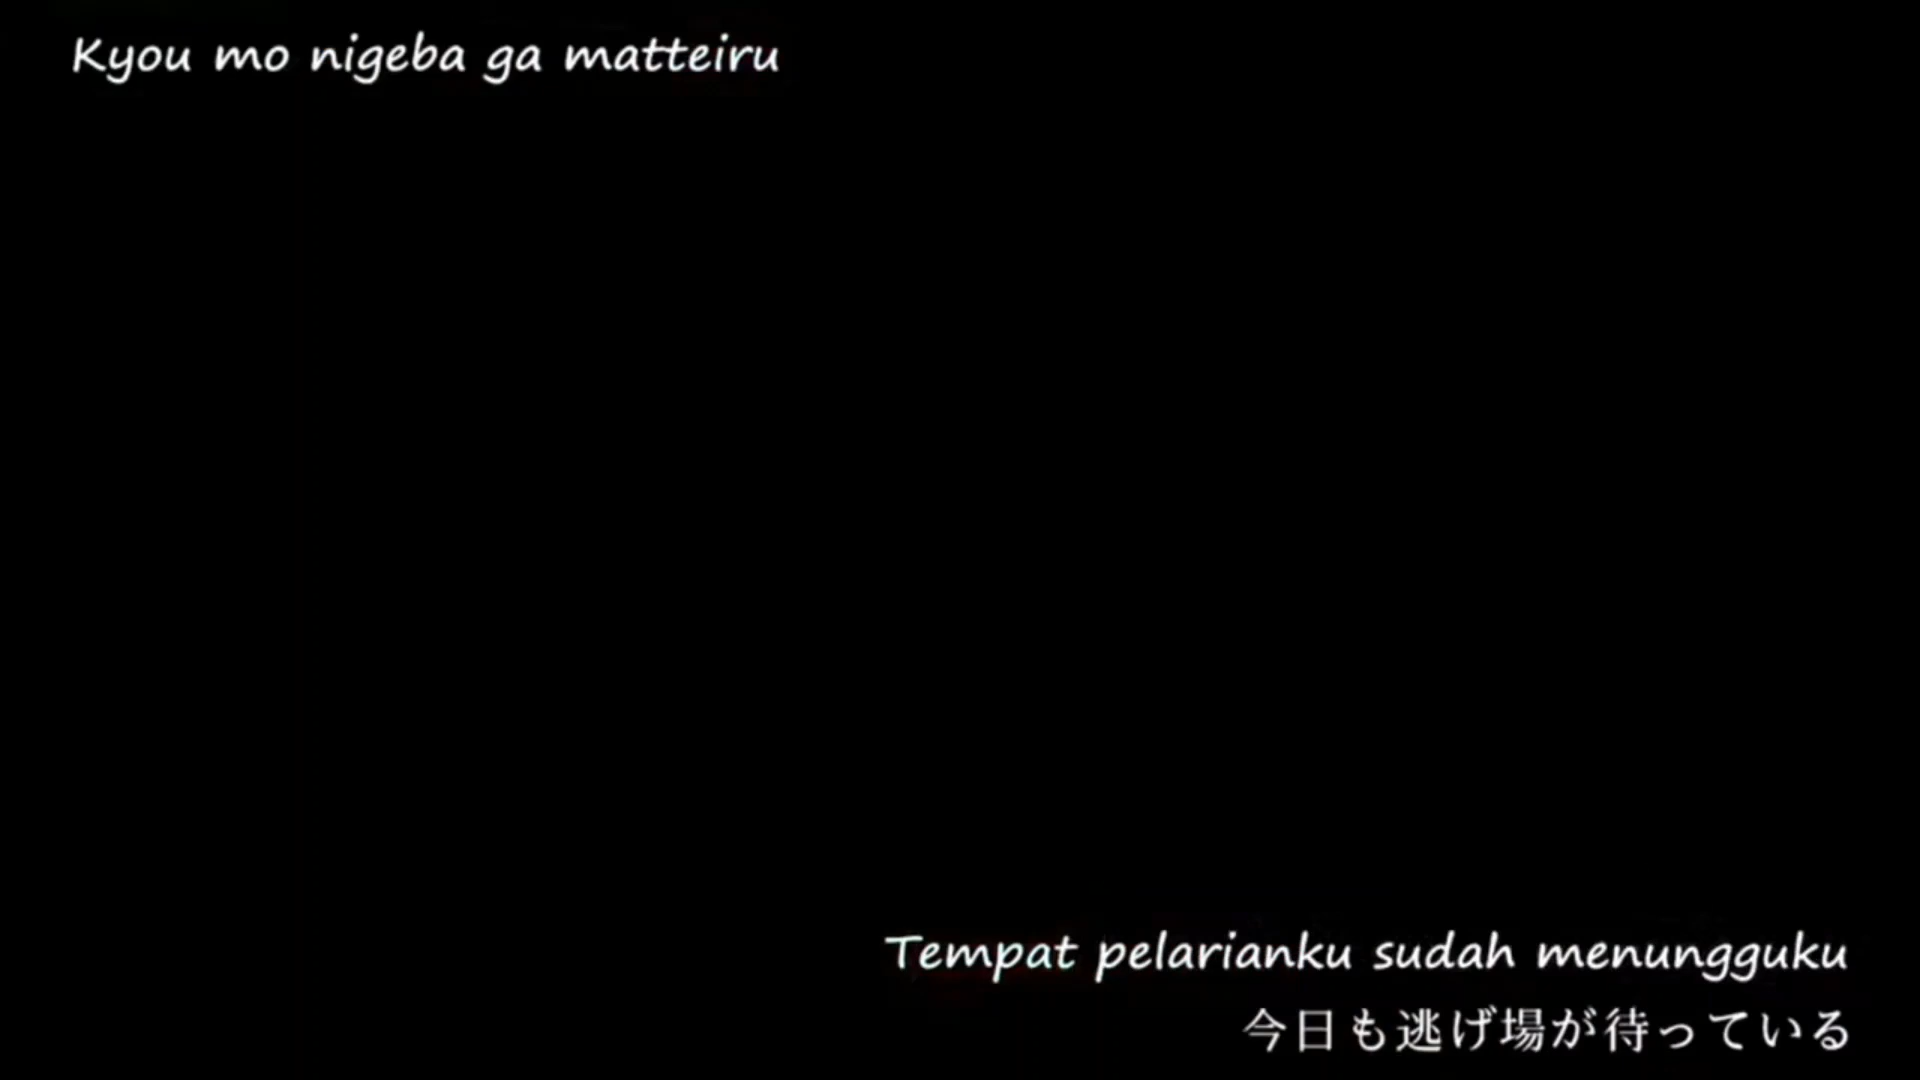 Kyou mo nigeba ga matteiru
Tempat pelarianku sudah menungguku
今日も逃げ場が待っている